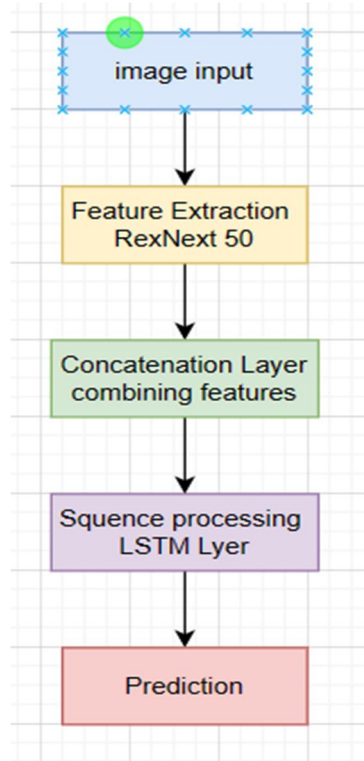 image input
Feature Extraction
RexNext 50
Concatenation Layer
combining features
Squence processing
LSTM Lyer
Prediction